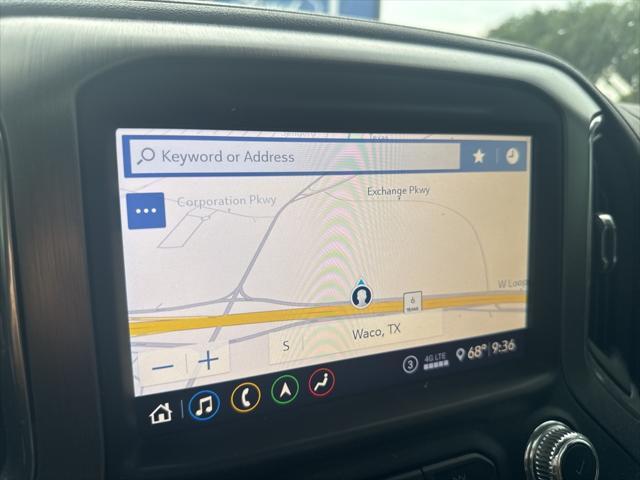 Keyword or Address
Exchange Pkwy
Corporation Pkwy
W Loop
6
TEXAS
Waco, TX
S
3
4G LTE
68° 9:36